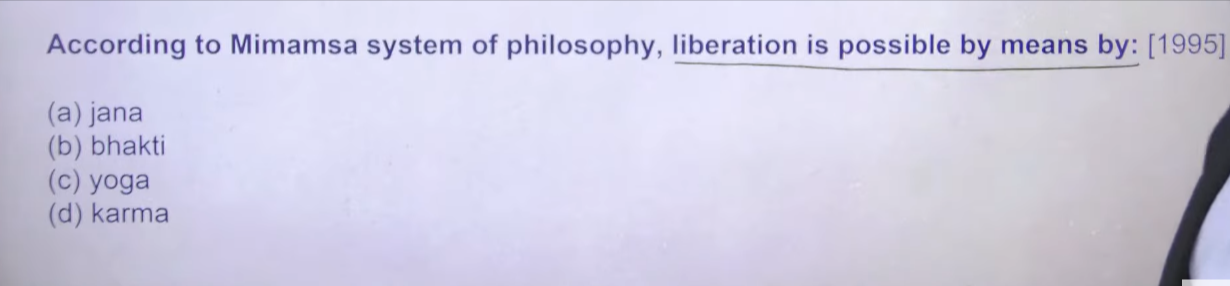 According to Mimamsa system of philosophy, liberation is possible by means by: [1995]
(a) jana
(b) bhakti
(c) yoga
(d) karma